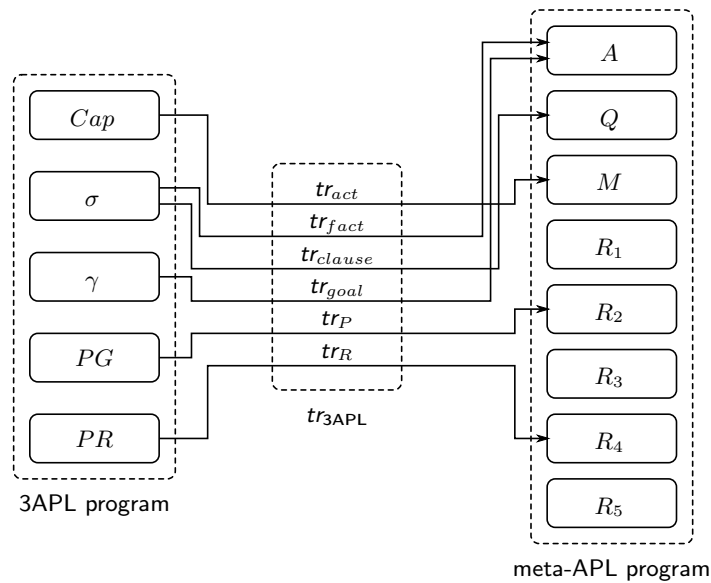 Cap
σ
γ
PG
PR
3APL program
tr_act
tr_fact
tr_clause
tr_goal
tr_P
tr_R
tr_3APL
A
Q
M
R_1
R_2
R_3
R_4
R_5
meta-APL program